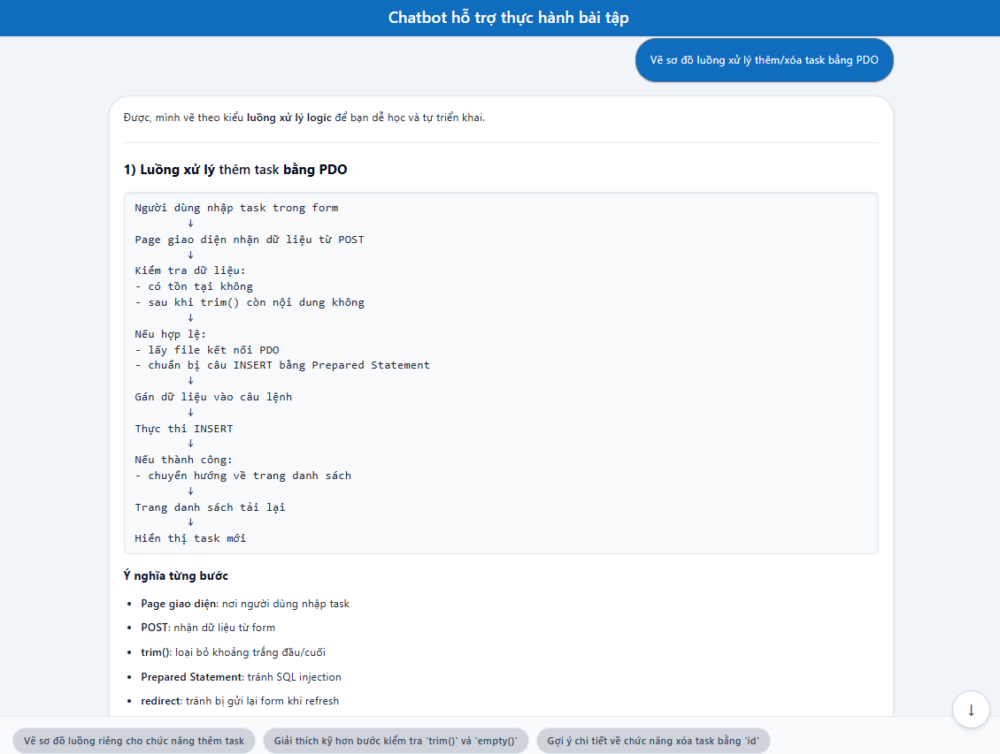 Chatbot hỗ trợ thực hành bài tập
Vẽ sơ đồ luồng xử lý thêm/xóa task bằng PDO
Được, mình vẽ theo kiểu luồng xử lý logic để bạn dễ học và tự triển khai.
1) Luồng xử lý thêm task bằng PDO
Người dùng nhập task trong form
↓
Page giao diện nhận dữ liệu từ POST
↓
Kiểm tra dữ liệu:
- có tồn tại không
- sau khi trim() còn nội dung không
↓
Nếu hợp lệ:
- lấy file kết nối PDO
- chuẩn bị câu INSERT bằng Prepared Statement
↓
Gán dữ liệu vào câu lệnh
↓
Thực thi INSERT
↓
Nếu thành công:
- chuyển hướng về trang danh sách
↓
Trang danh sách tải lại
↓
Hiển thị task mới
Ý nghĩa từng bước
• Page giao diện: nơi người dùng nhập task
• POST: nhận dữ liệu từ form
• trim(): loại bỏ khoảng trắng đầu/cuối
• Prepared Statement: tránh SQL injection
• redirect: tránh bị gửi lại form khi refresh
↓
Vẽ sơ đồ luồng riêng cho chức năng thêm task
Giải thích kỹ hơn bước kiểm tra `trim()` và `empty()`
Gợi ý chi tiết về chức năng xóa task bằng `id`